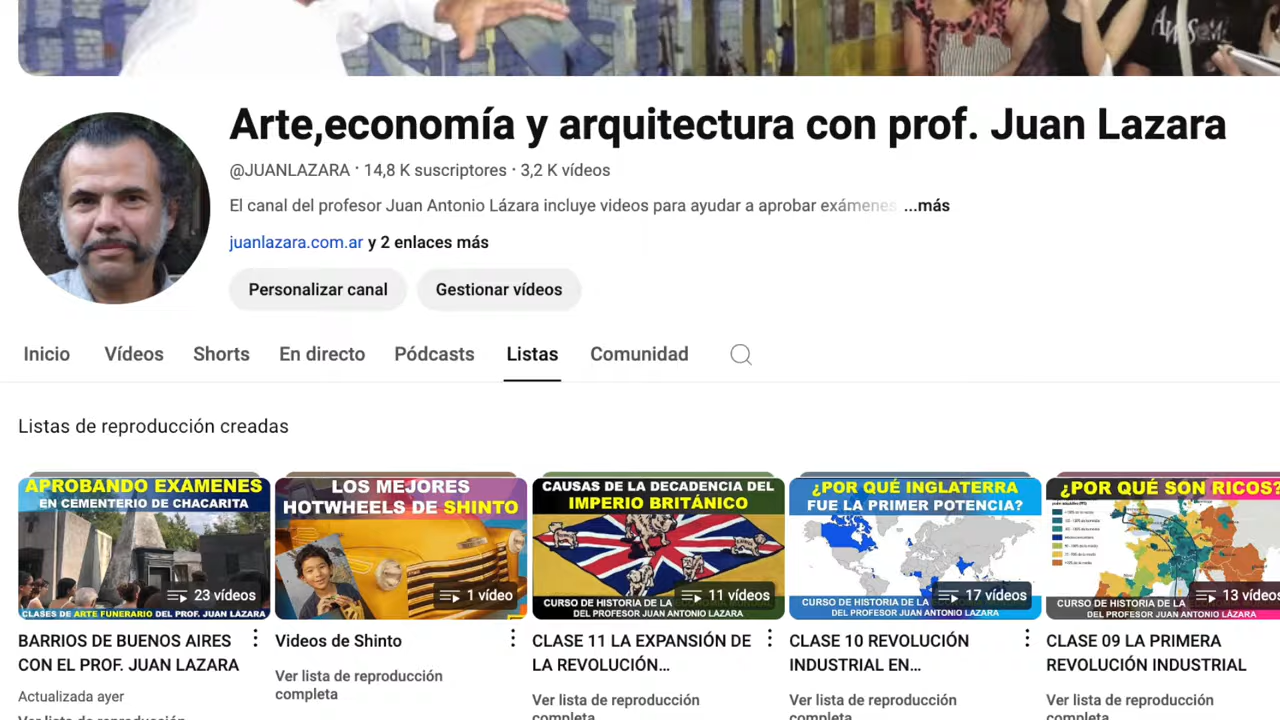 AWESOM
Arte,economía y arquitectura con prof. Juan Lazara
@JUANLAZARA · 14,8 K suscriptores · 3,2 K vídeos
El canal del profesor Juan Antonio Lázara incluye videos para ayudar a aprobar exámenes ...más
juanlazara.com.ar y 2 enlaces más
Personalizar canal Gestionar vídeos
Inicio Vídeos Shorts En directo Pódcasts Listas Comunidad
Listas de reproducción creadas
APROBANDO EXÁMENES
EN CEMENTERIO DE CHACARITA
23 vídeos
CLASES DE ARTE FUNERARIO DEL PROF. JUAN LAZARA
BARRIOS DE BUENOS AIRES
CON EL PROF. JUAN LAZARA
Actualizada ayer
Ver lista de reproducción
LOS MEJORES
HOTWHEELS DE SHINTO
1 vídeo
Videos de Shinto
Ver lista de reproducción
completa
CAUSAS DE LA DECADENCIA DEL
IMPERIO BRITÁNICO
11 vídeos
CURSO DE HISTORIA DE LA
DEL PROFESOR JUAN ANTONIO LAZARA
CLASE 11 LA EXPANSIÓN DE
LA REVOLUCIÓN...
Ver lista de reproducción
completa
¿POR QUÉ INGLATERRA
FUE LA PRIMER POTENCIA?
17 vídeos
CURSO DE HISTORIA DE LA
DEL PROFESOR JUAN ANTONIO LAZARA
CLASE 10 REVOLUCIÓN
INDUSTRIAL EN...
Ver lista de reproducción
completa
¿POR QUÉ SON RICOS?
13 vídeos
CURSO DE HISTORIA DE LA
DEL PROFESOR JUAN ANTONIO LAZARA
CLASE 09 LA PRIMERA
REVOLUCIÓN INDUSTRIAL
Ver lista de reproducción
completa